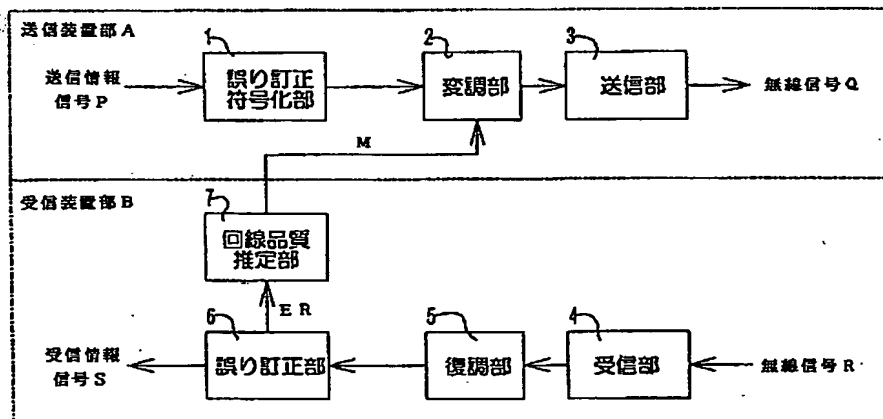 送信装置部A
1
2
3
送信情報
信号P
誤り訂正
符号化部
変調部
送信部
無線信号Q
M
受信装置部B
7
回線品質
推定部
ER
6
5
4
受信情報
信号S
誤り訂正部
復調部
受信部
無線信号R